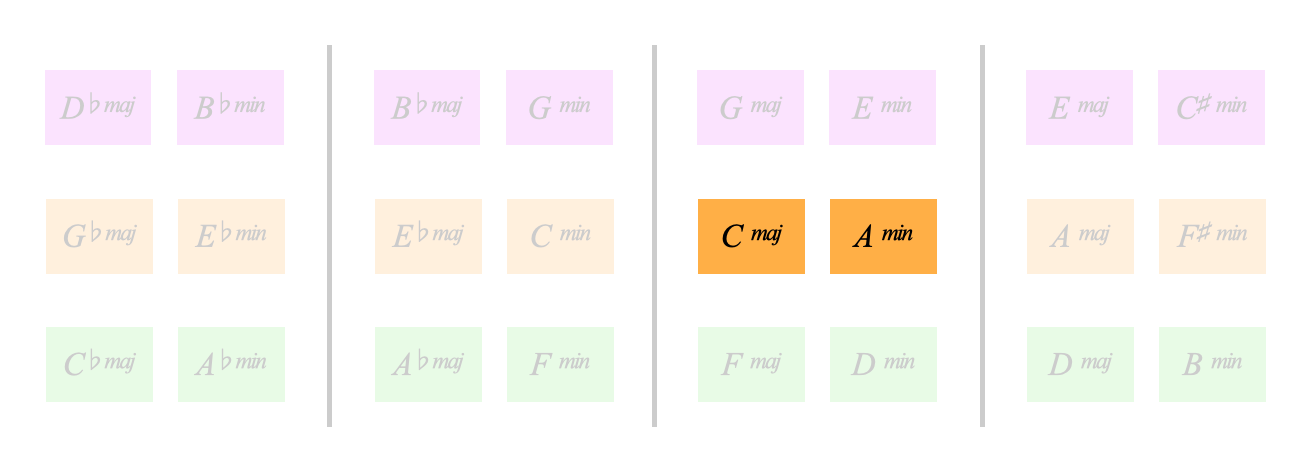 D♭ maj B♭ min B♭ maj G min G maj E min E maj C♯ min
G♭ maj E♭ min E♭ maj C min C maj A min A maj F♯ min
C♭ maj A♭ min A♭ maj F min F maj D min D maj B min